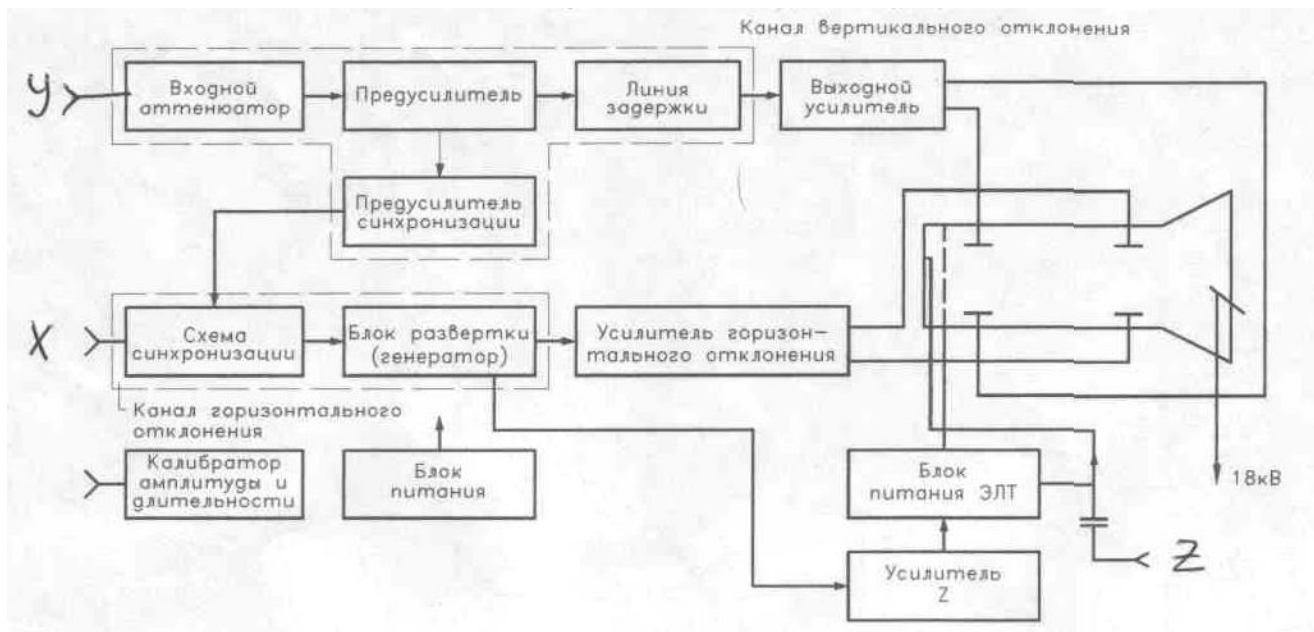 Канал вертикального отклонения
У
Входной
аттенюатор
Предусилитель
Линия
задержки
Выходной
усилитель
Предусилитель
синхронизации
X
Схема
синхронизации
Блок развертки
(генератор)
Усилитель горизон-
тального отклонения
Канал горизонтального
отклонения
Калибратор
амплитуды и
длительности
Блок
питания
Блок
питания ЭЛТ
18кВ
Усилитель
Z
Z